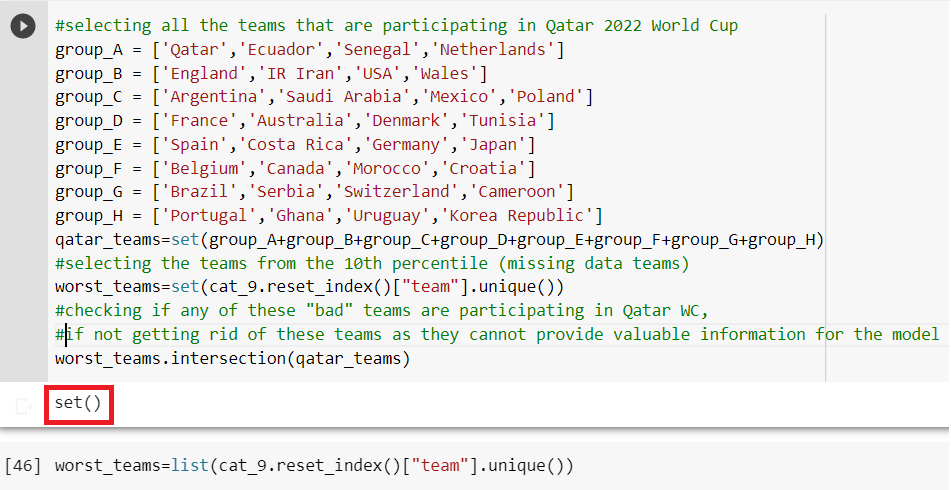 #selecting all the teams that are participating in Qatar 2022 World Cup
group_A = ['Qatar','Ecuador','Senegal','Netherlands']
group_B = ['England','IR Iran','USA','Wales']
group_C = ['Argentina','Saudi Arabia','Mexico','Poland']
group_D = ['France','Australia','Denmark','Tunisia']
group_E = ['Spain','Costa Rica','Germany','Japan']
group_F = ['Belgium','Canada','Morocco','Croatia']
group_G = ['Brazil','Serbia','Switzerland','Cameroon']
group_H = ['Portugal','Ghana','Uruguay','Korea Republic']
qatar_teams=set(group_A+group_B+group_C+group_D+group_E+group_F+group_G+group_H)
#selecting the teams from the 10th percentile (missing data teams)
worst_teams=set(cat_9.reset_index()["team"].unique())
#checking if any of these "bad" teams are participating in Qatar WC,
#if not getting rid of these teams as they cannot provide valuable information for the model
worst_teams.intersection(qatar_teams)
set()
[46] worst_teams=list(cat_9.reset_index()["team"].unique())